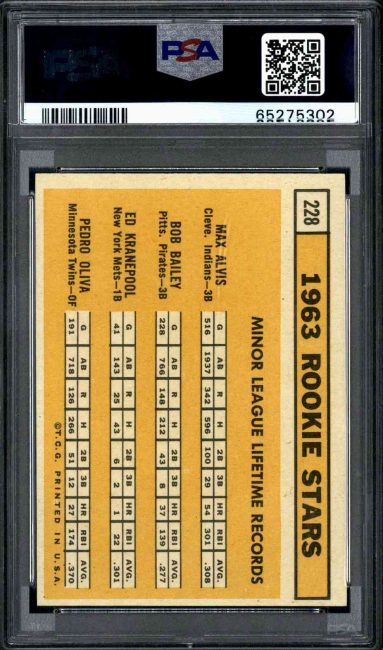 PSA
65275302
228
1963 ROOKIE STARS
MINOR LEAGUE LIFETIME RECORDS
MAX ALVIS
Cleve. Indians—3B
G AB R H 2B 3B HR RBI AVG.
516 1937 342 596 100 29 54 301 .308
BOB BAILEY
Pitts. Pirates—3B
G AB R H 2B 3B HR RBI AVG.
228 766 148 212 43 8 37 139 .277
ED KRANEPOOL
New York Mets—1B
G AB R H 2B 3B HR RBI AVG.
41 143 25 43 6 2 1 22 .301
PEDRO OLIVA
Minnesota Twins—OF
G AB R H 2B 3B HR RBI AVG.
191 718 126 266 51 12 27 174 .370
©T.C.G. PRINTED IN U.S.A.